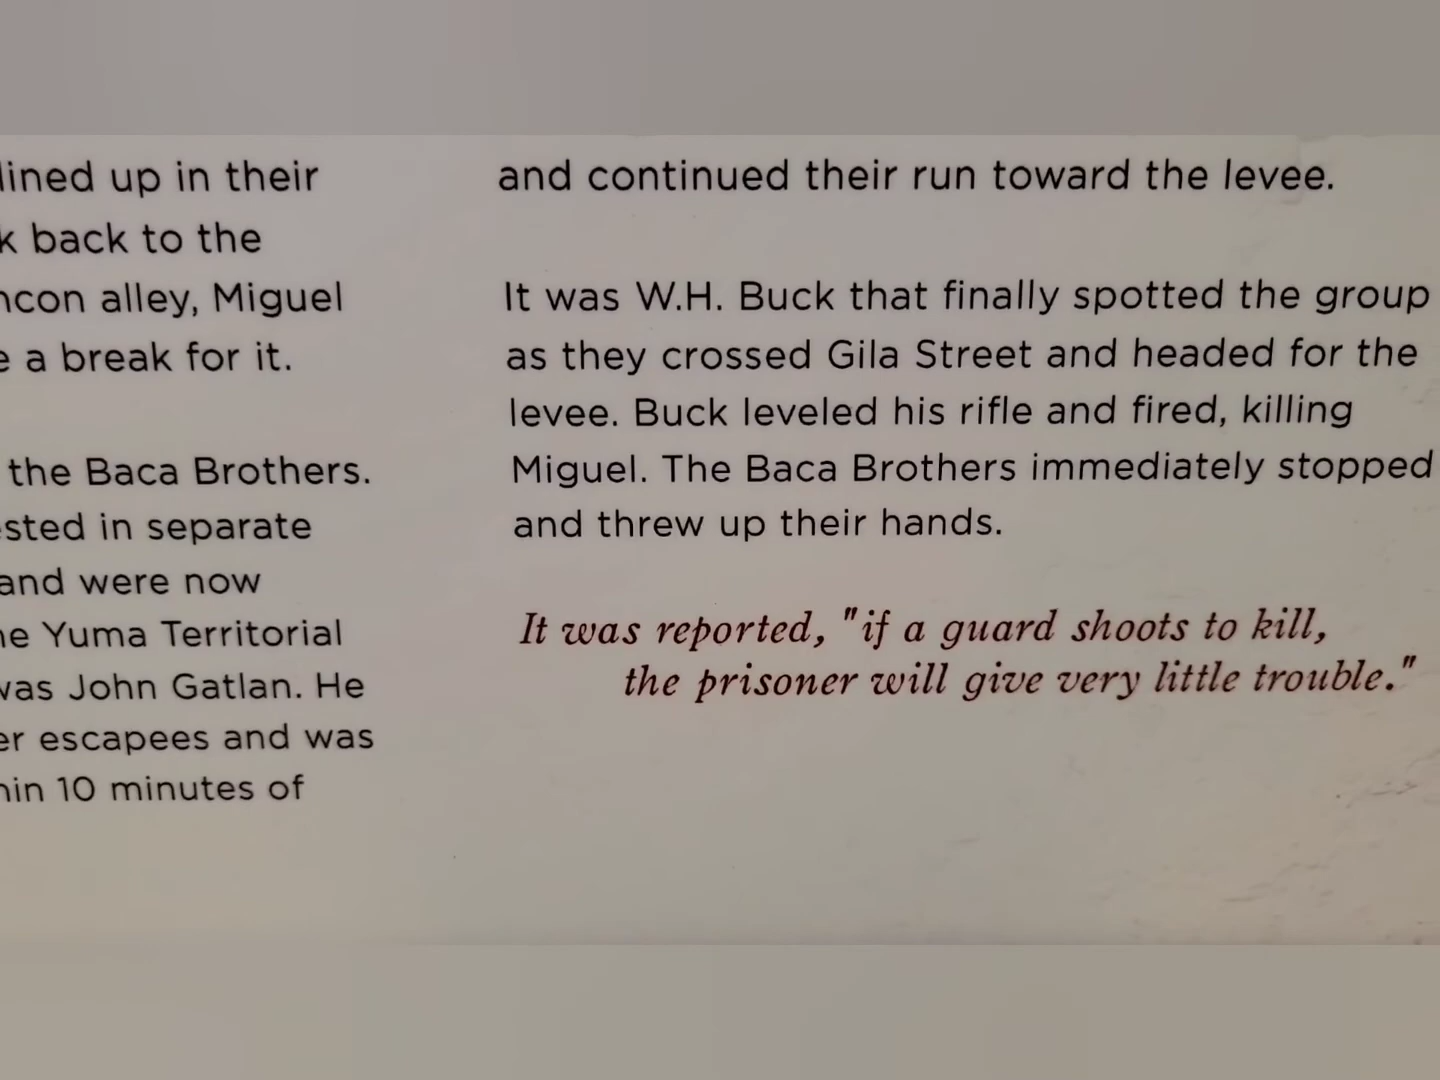 lined up in their
back to the
alley, Miguel
a break for it.
the Baca Brothers.
in separate
and were now
Yuma Territorial
was John Gatlan. He
escapees and was
10 minutes of
and continued their run toward the levee.
It was W.H. Buck that finally spotted the group
as they crossed Gila Street and headed for the
levee. Buck leveled his rifle and fired, killing
Miguel. The Baca Brothers immediately stopped
and threw up their hands.
It was reported, "if a guard shoots to kill,
the prisoner will give very little trouble."